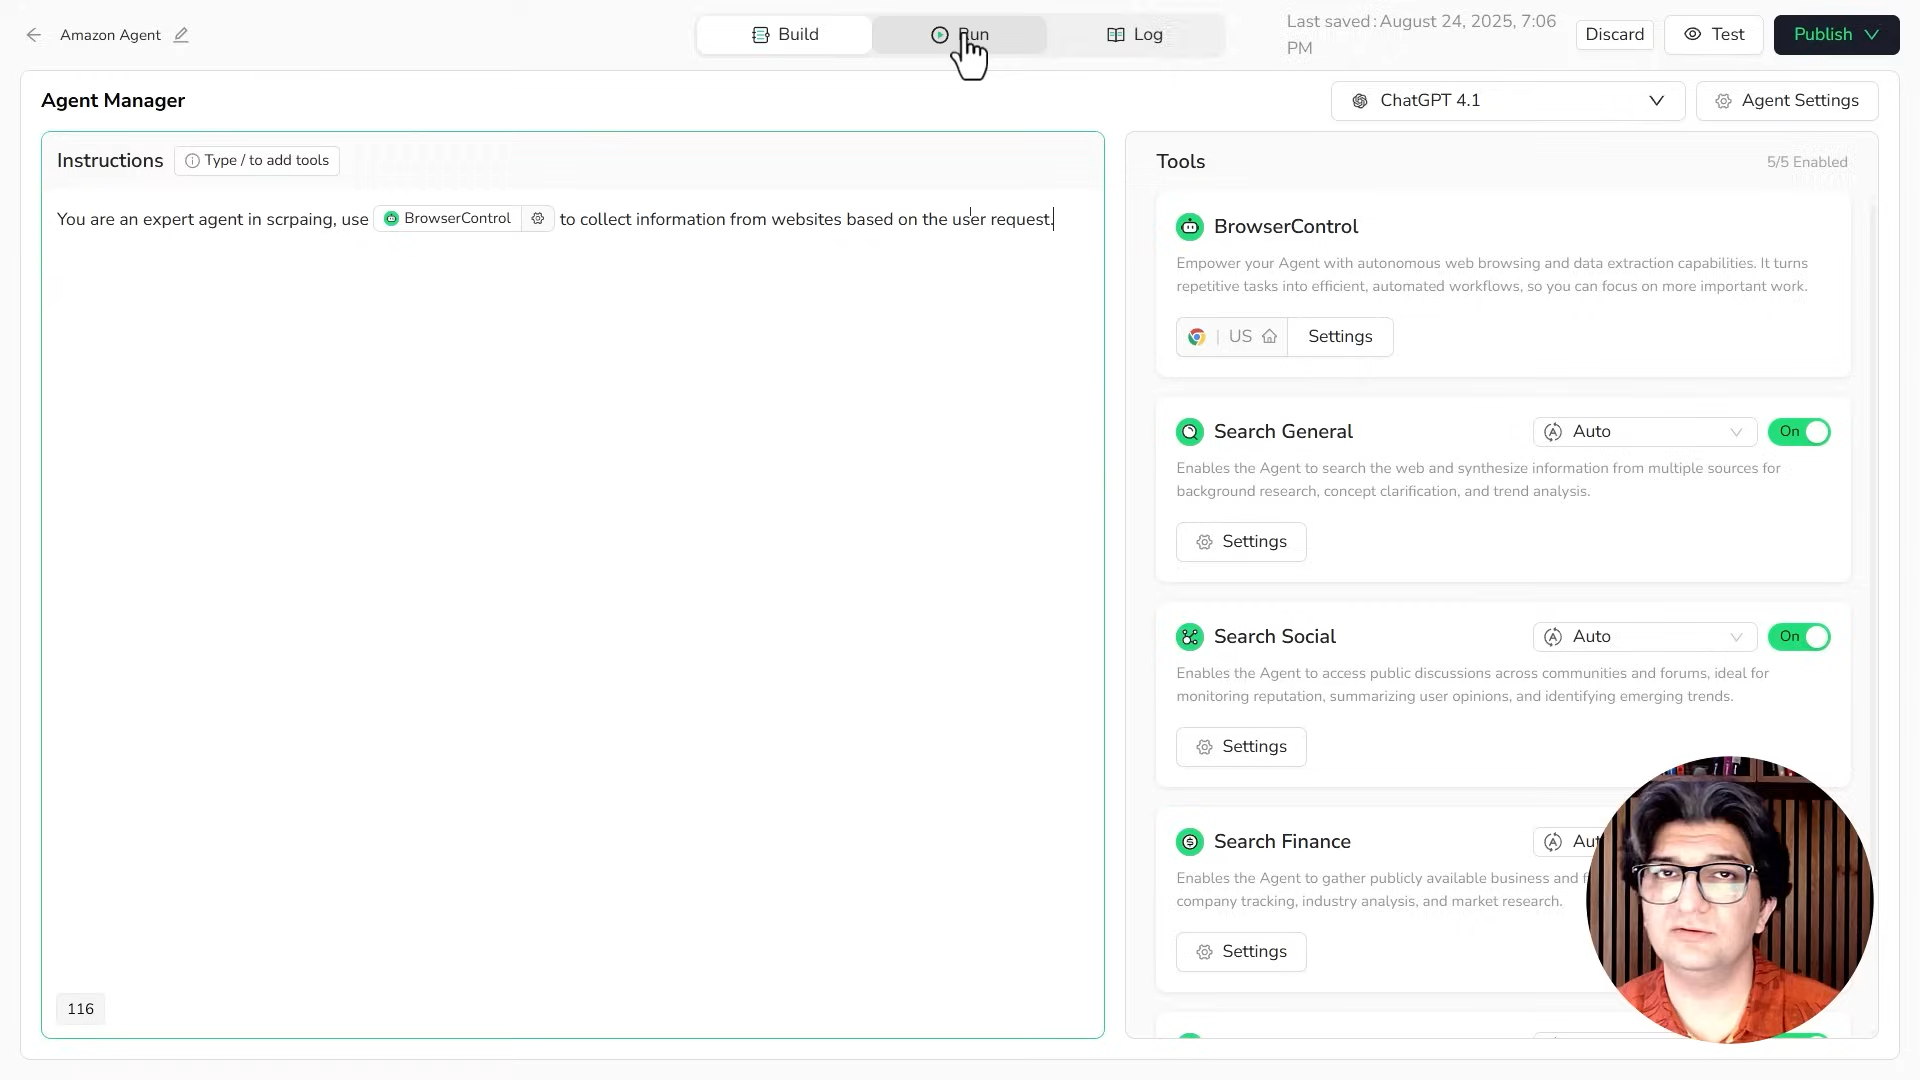 Amazon Agent
Build
Run
Log
Last saved: August 24, 2025, 7:06
PM
Discard
Test
Publish
Agent Manager
ChatGPT 4.1
Agent Settings
Instructions
Type / to add tools
You are an expert agent in scrpaing, use BrowserControl to collect information from websites based on the user request.
116
Tools
5/5 Enabled
BrowserControl
Empower your Agent with autonomous web browsing and data extraction capabilities. It turns
repetitive tasks into efficient, automated workflows, so you can focus on more important work.
| US
Settings
Search General
Auto
On
Enables the Agent to search the web and synthesize information from multiple sources for
background research, concept clarification, and trend analysis.
Settings
Search Social
Auto
On
Enables the Agent to access public discussions across communities and forums, ideal for
monitoring reputation, summarizing user opinions, and identifying emerging trends.
Settings
Search Finance
Enables the Agent to gather publicly available business and
company tracking, industry analysis, and market research.
Settings